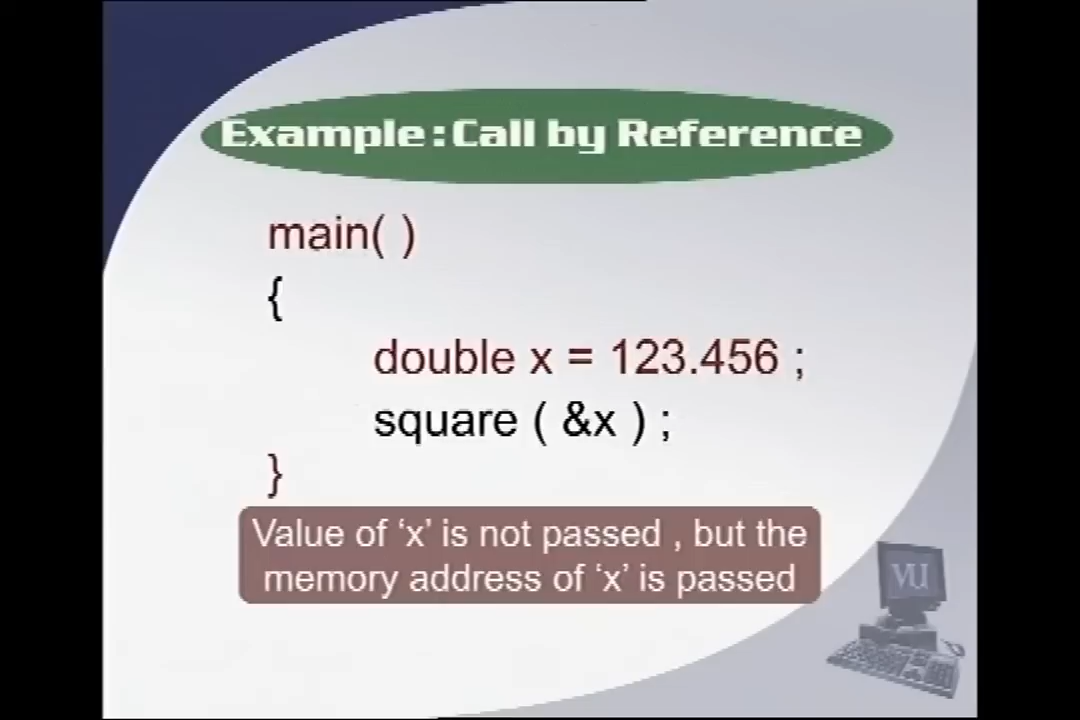 Example: Call by Reference
main( )
{
double x = 123.456 ;
square ( &x ) ;
}
Value of ‘x’ is not passed , but the
memory address of ‘x’ is passed
VU